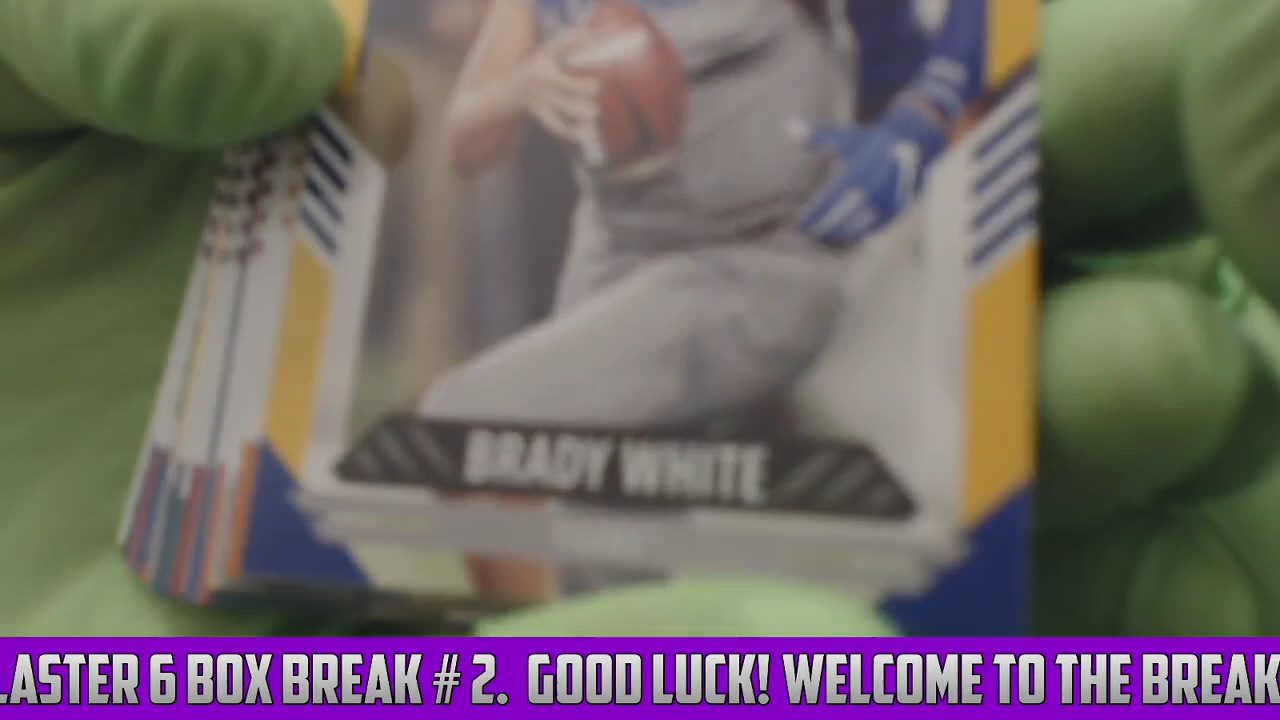 BRADY WHITE
LASTER 6 BOX BREAK # 2. GOOD LUCK! WELCOME TO THE BREAK